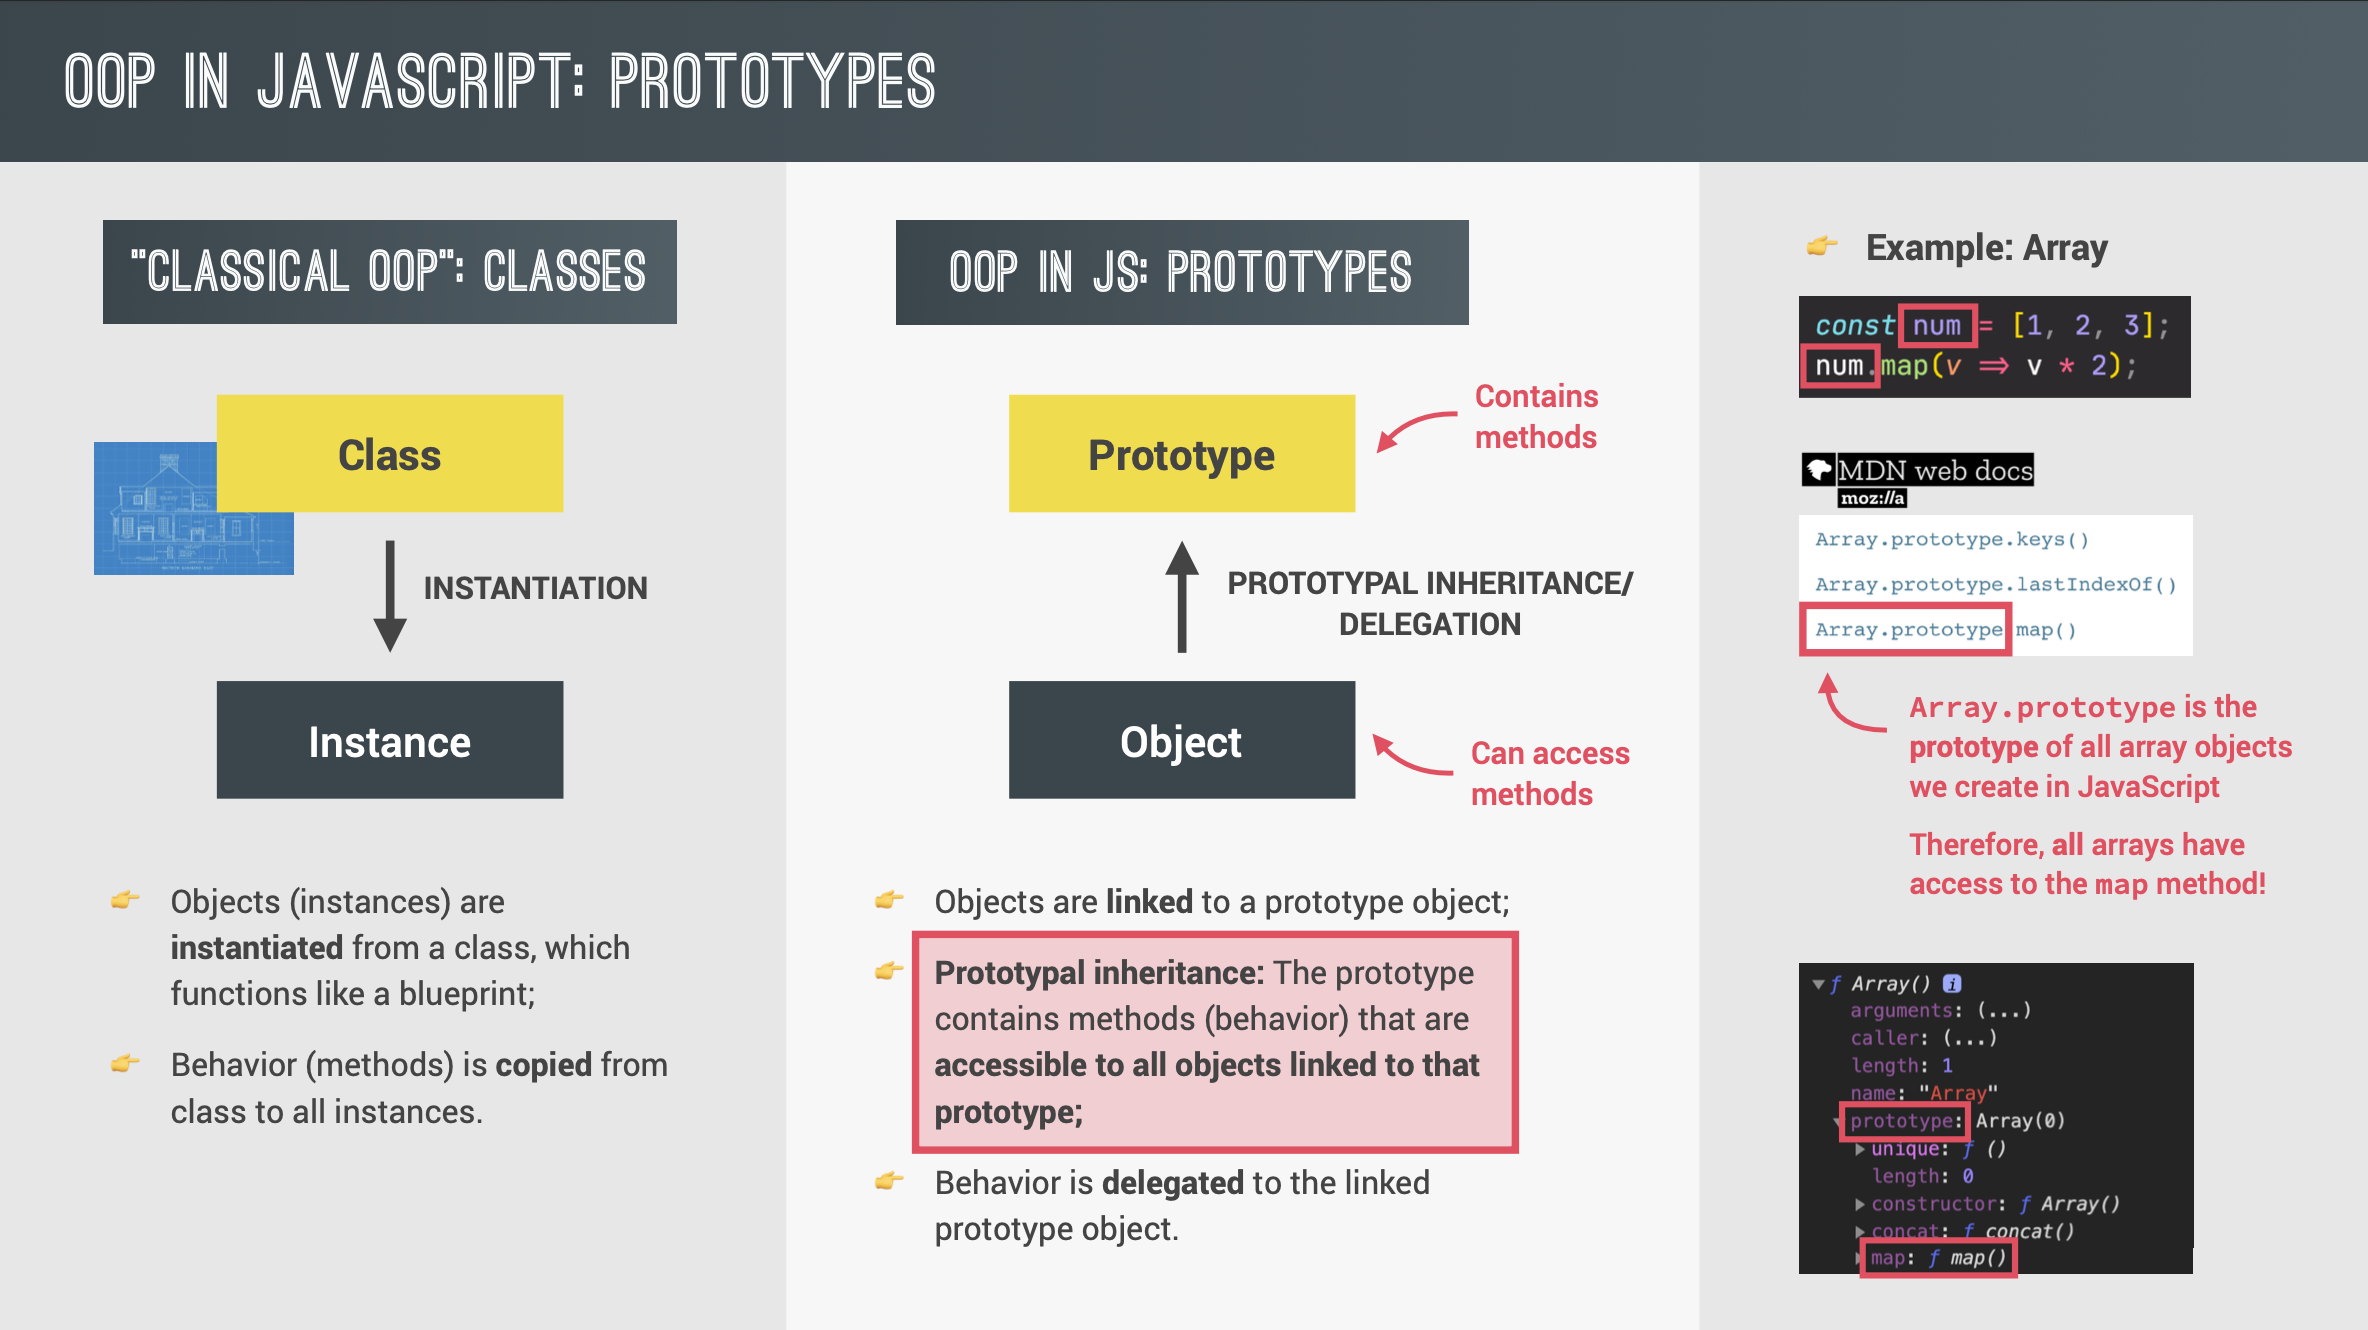 OOP IN JAVASCRIPT: PROTOTYPES
"CLASSICAL OOP": CLASSES
Class
INSTANTIATION
Instance
Objects (instances) are
instantiated from a class, which
functions like a blueprint;
Behavior (methods) is copied from
class to all instances.
OOP IN JS: PROTOTYPES
Prototype
Contains
methods
PROTOTYPAL INHERITANCE/
DELEGATION
Object
Can access
methods
Objects are linked to a prototype object;
Prototypal inheritance: The prototype
contains methods (behavior) that are
accessible to all objects linked to that
prototype;
Behavior is delegated to the linked
prototype object.
Example: Array
const num = [1, 2, 3];
num.map(v => v * 2);
MDN web docs
moz://a
Array.prototype.keys()
Array.prototype.lastIndexOf()
Array.prototype.map()
Array.prototype is the
prototype of all array objects
we create in JavaScript
Therefore, all arrays have
access to the map method!
ƒ Array() i
arguments: (...)
caller: (...)
length: 1
name: "Array"
prototype: Array(0)
unique: ƒ ()
length: 0
constructor: ƒ Array()
concat: ƒ concat()
map: ƒ map()